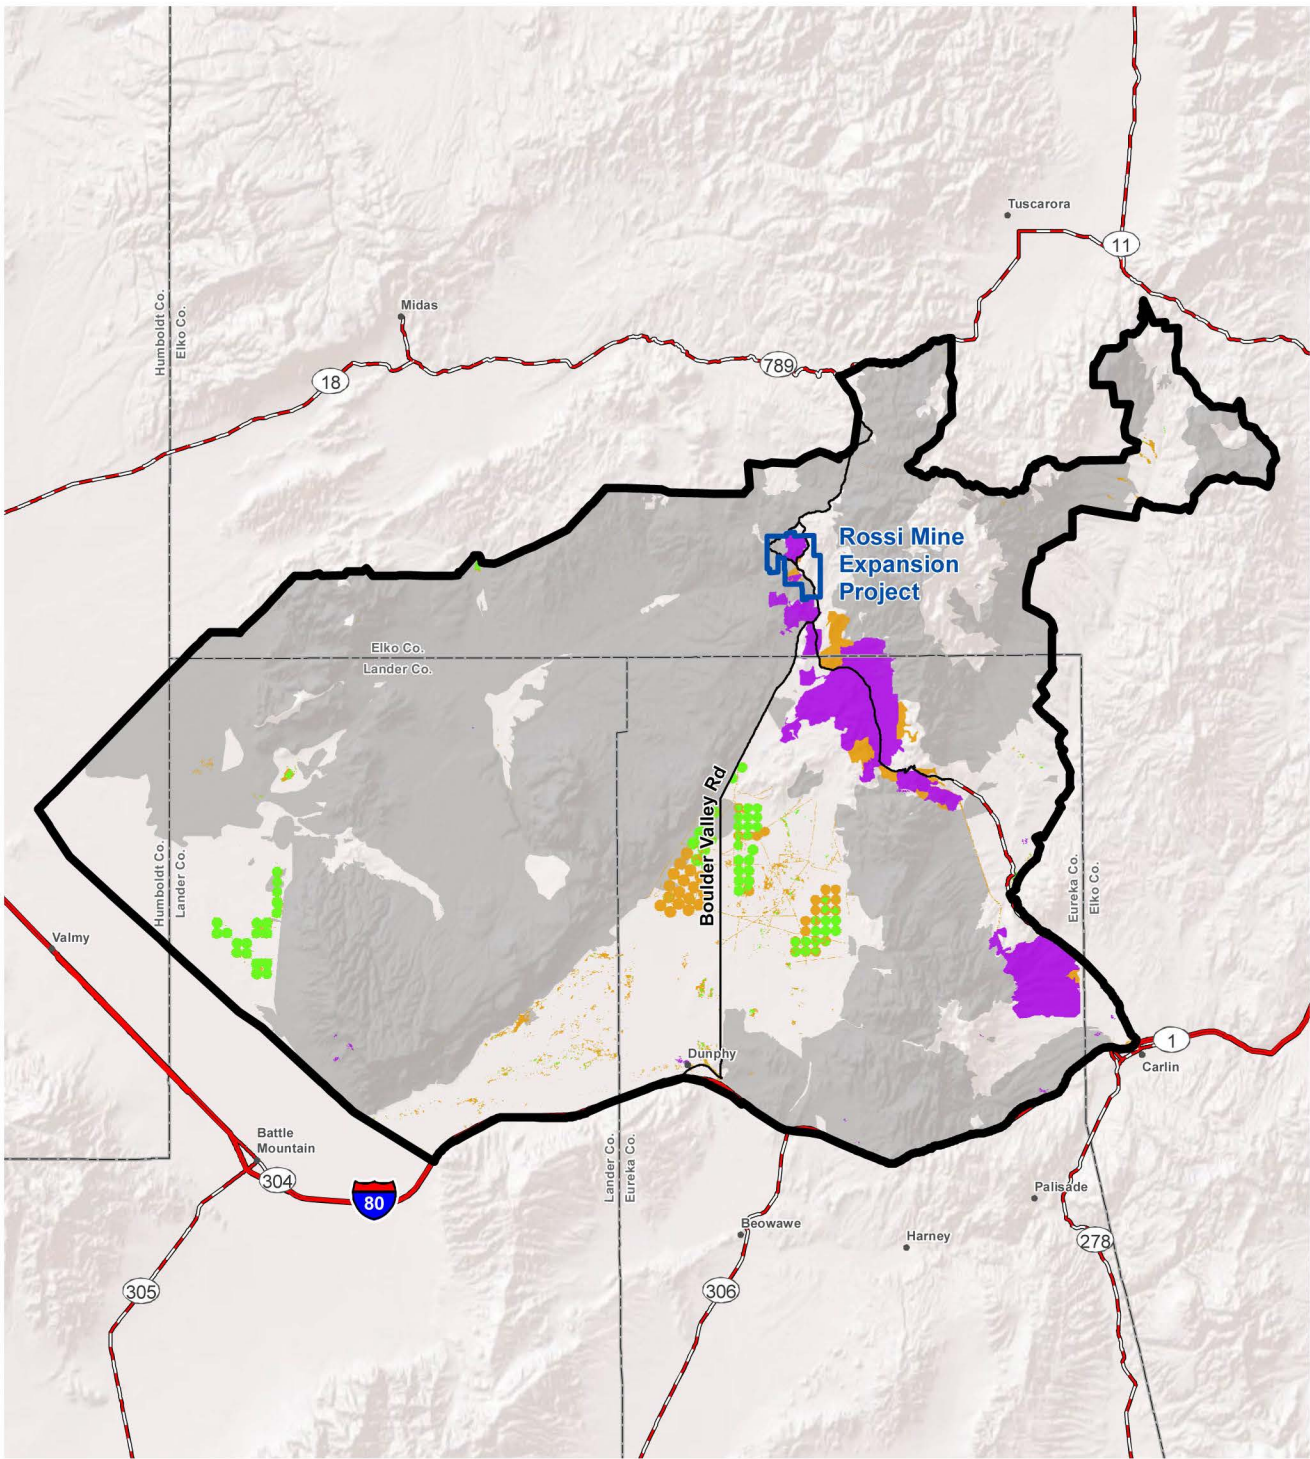 Tuscarora
11
Humboldt Co.
Elko Co.
Midas
789
18
Rossi Mine
Expansion
Project
Elko Co.
Lander Co.
Boulder Valley Rd
Humboldt Co.
Lander Co.
Eureka Co.
Elko Co.
Valmy
Dunphy
1
Carlin
Battle
Mountain
304
80
Lander Co.
Eureka Co.
Palisade
Beowawe
Harney
278
305
306